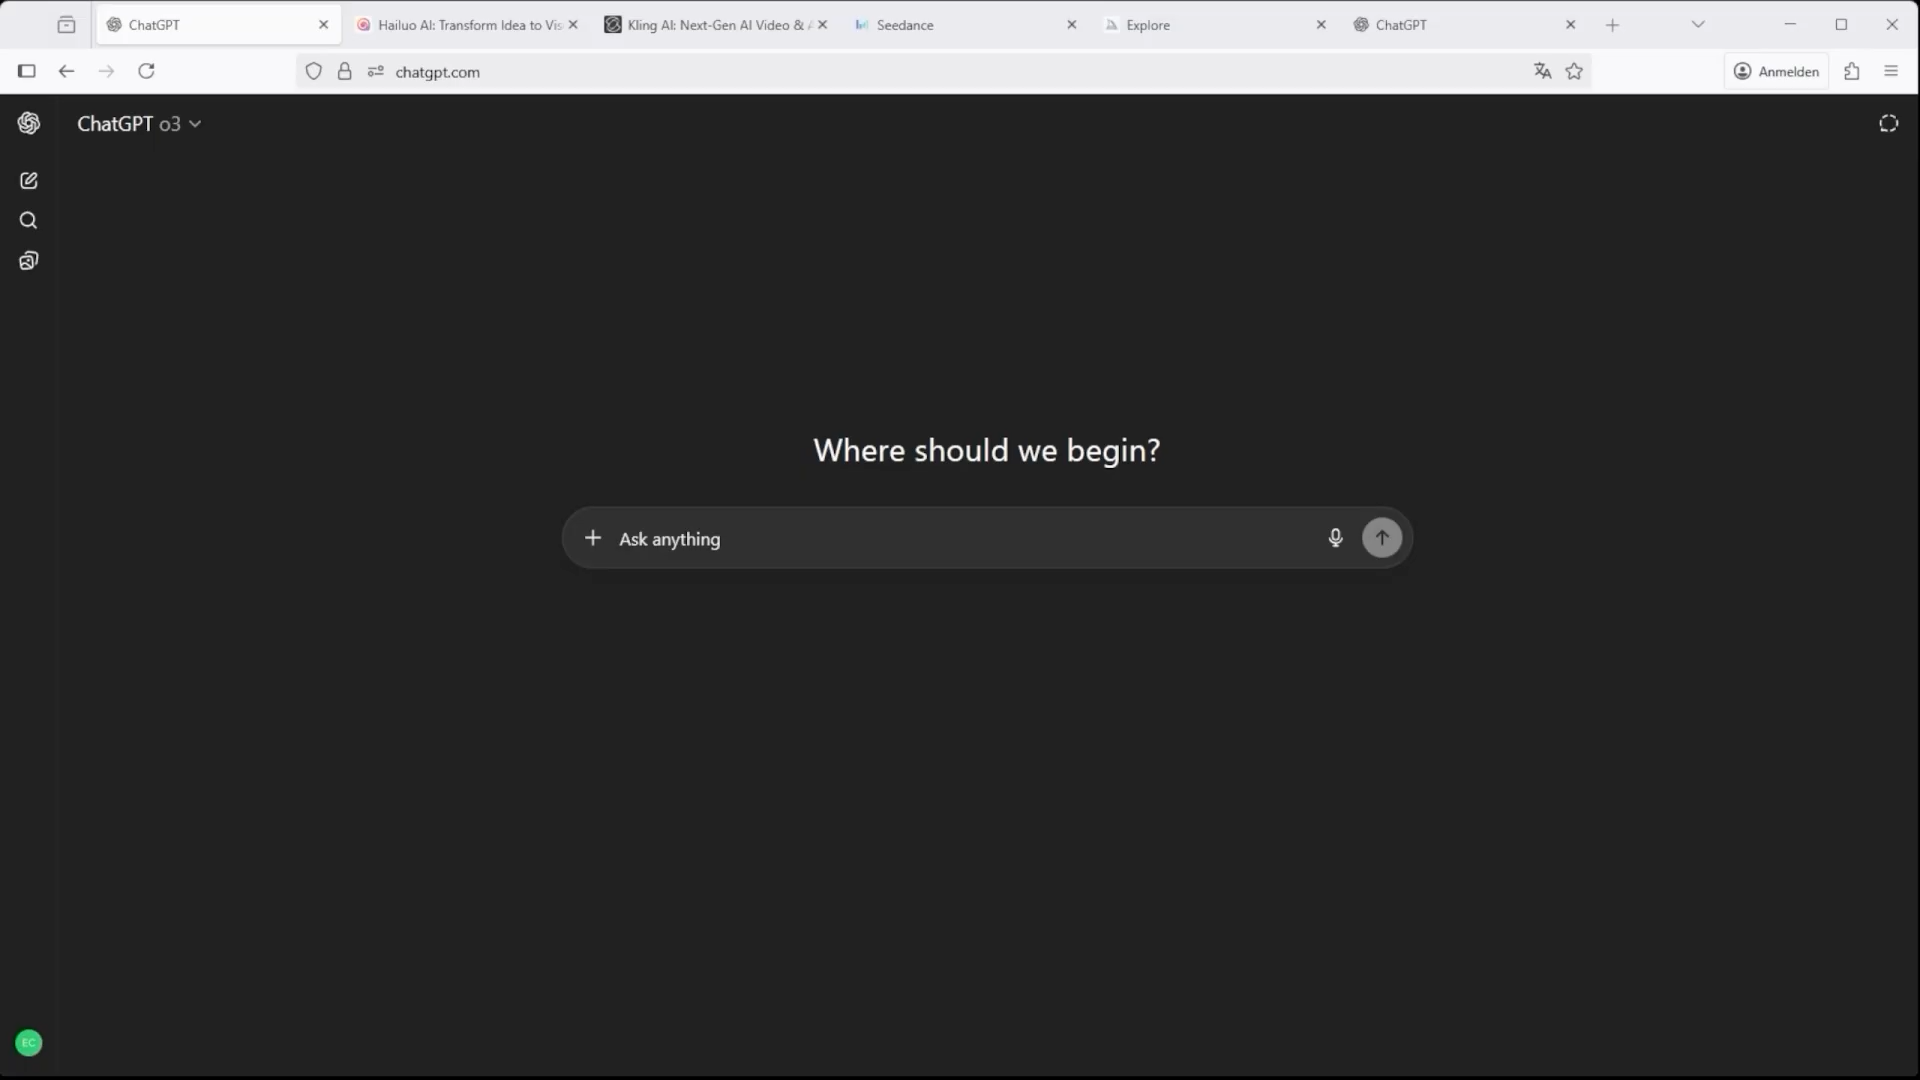 ChatGPT
Hailuo AI: Transform Idea to Vis
Kling AI: Next-Gen AI Video &
Seedance
Explore
ChatGPT
chatgpt.com
Anmelden
ChatGPT o3
Where should we begin?
Ask anything
EC